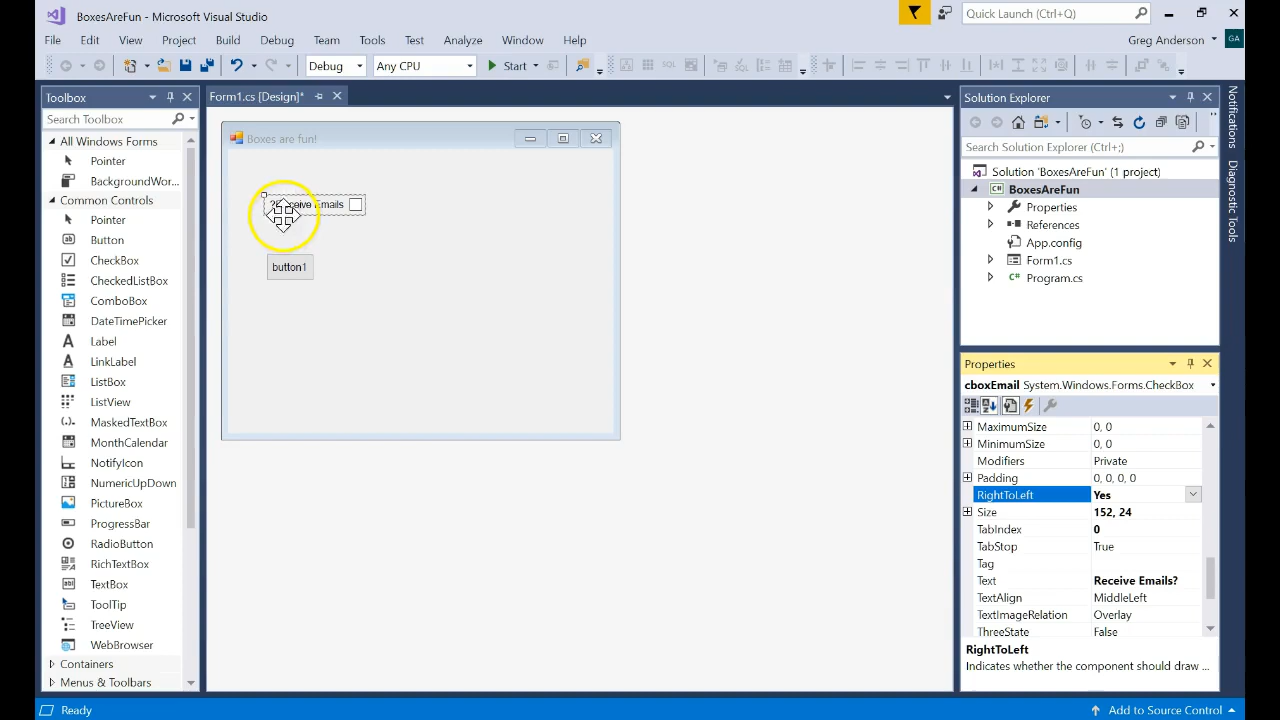 BoxesAreFun - Microsoft Visual Studio
Quick Launch (Ctrl+Q)
File Edit View Project Build Debug Team Tools Test Analyze Window Help
Greg Anderson GA
Debug Any CPU Start
Toolbox
Search Toolbox
All Windows Forms
Pointer
BackgroundWor...
Common Controls
Pointer
Button
CheckBox
CheckedListBox
ComboBox
DateTimePicker
Label
LinkLabel
ListBox
ListView
MaskedTextBox
MonthCalendar
NotifyIcon
NumericUpDown
PictureBox
ProgressBar
RadioButton
RichTextBox
TextBox
ToolTip
TreeView
WebBrowser
Containers
Menus & Toolbars
Form1.cs [Design]*
Boxes are fun!
Emails
button1
Solution Explorer
Search Solution Explorer (Ctrl+;)
Solution 'BoxesAreFun' (1 project)
BoxesAreFun
Properties
References
App.config
Form1.cs
C# Program.cs
Notifications
Diagnostic Tools
Properties
cboxEmail System.Windows.Forms.CheckBox
MaximumSize 0, 0
MinimumSize 0, 0
Modifiers Private
Padding 0, 0, 0, 0
RightToLeft Yes
Size 152, 24
TabIndex 0
TabStop True
Tag
Text Receive Emails?
TextAlign MiddleLeft
TextImageRelation Overlay
ThreeState False
RightToLeft
Indicates whether the component should draw ...
Ready
Add to Source Control